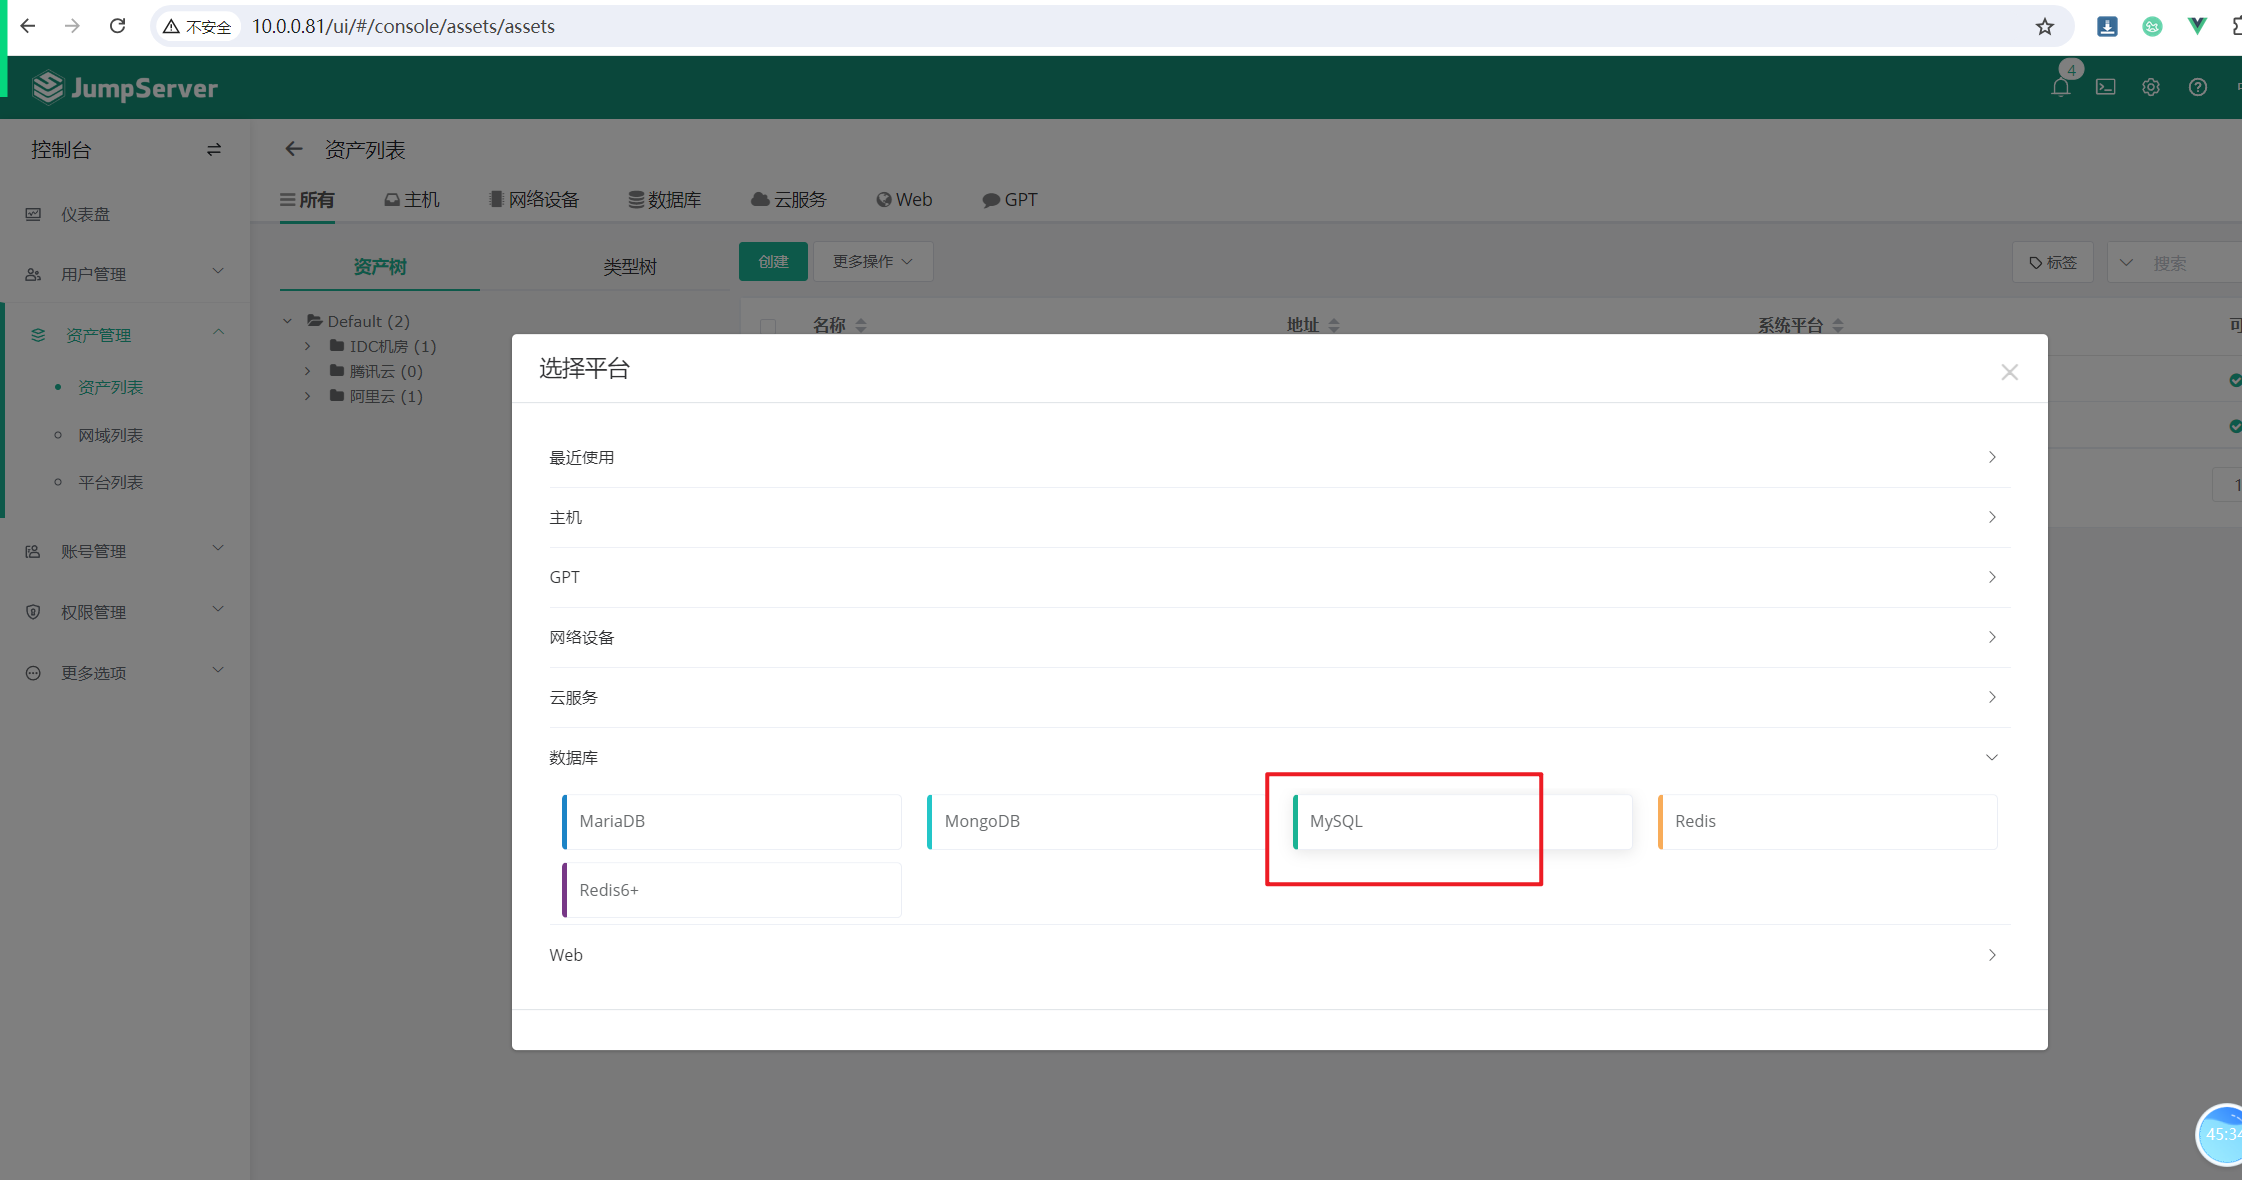 不安全 10.0.0.81/ui/#/console/assets/assets
JumpServer
4
控制台
仪表盘
用户管理
资产管理
资产列表
网域列表
平台列表
账号管理
权限管理
更多选项
资产列表
所有 主机 网络设备 数据库 云服务 Web GPT
资产树 类型树
Default (2)
IDC机房 (1)
腾讯云 (0)
阿里云 (1)
创建 更多操作 标签 搜索
名称 地址 系统平台
1
选择平台
最近使用
主机
GPT
网络设备
云服务
数据库
MariaDB MongoDB MySQL Redis
Redis6+
Web